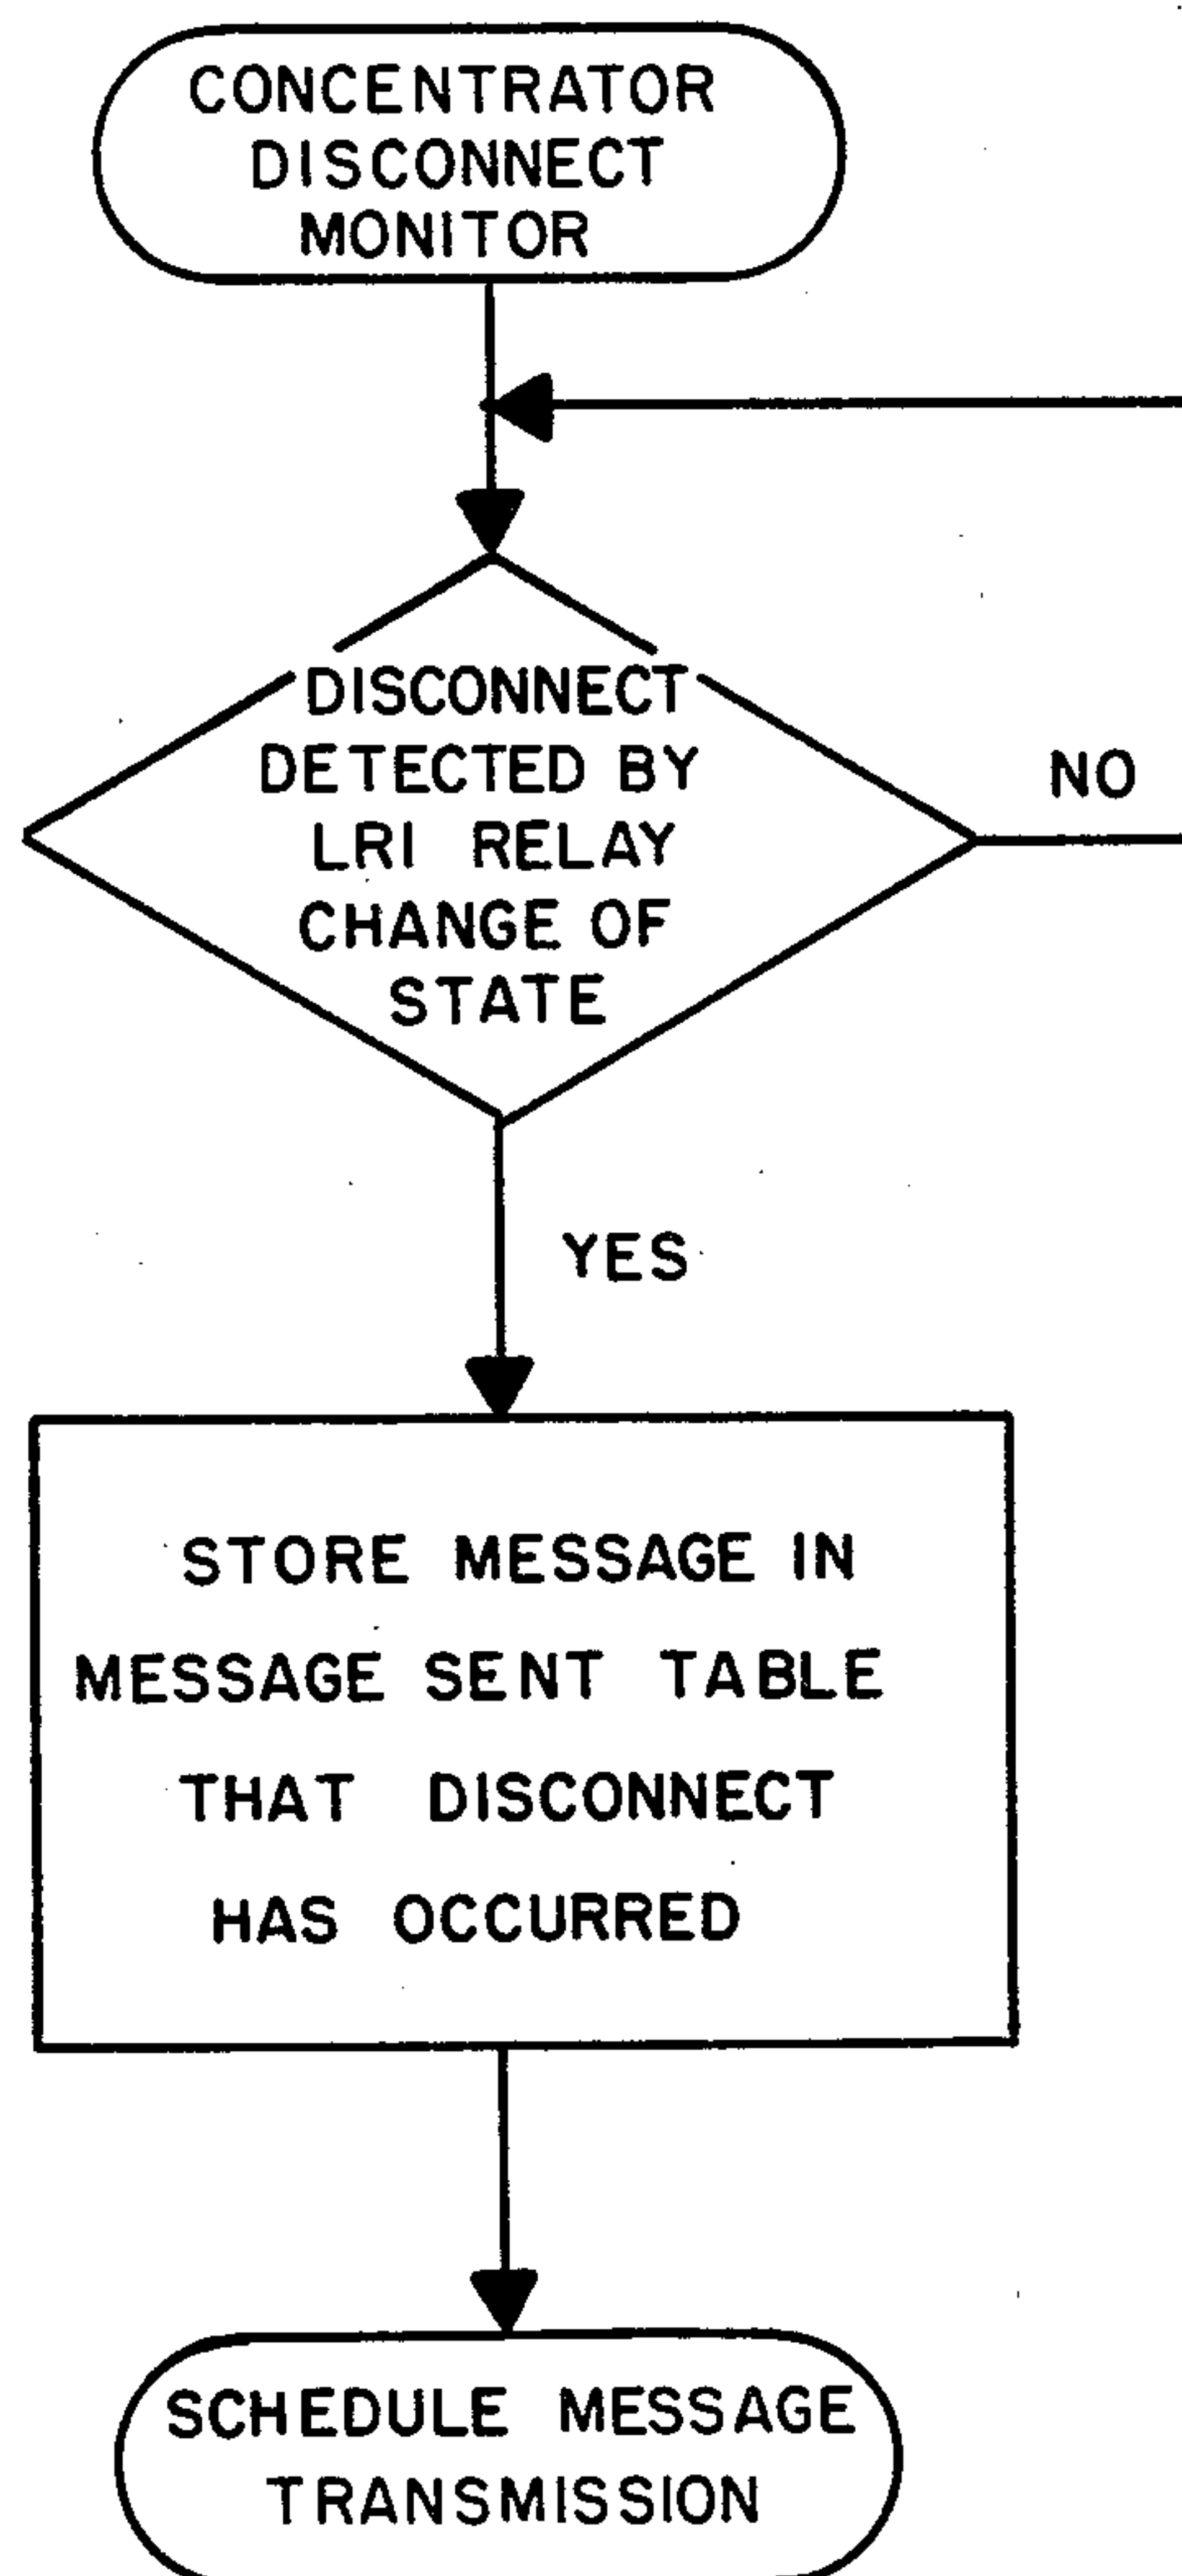 CONCENTRATOR
DISCONNECT
MONITOR
DISCONNECT
DETECTED BY
LRI RELAY
CHANGE OF
STATE
NO
YES
STORE MESSAGE IN
MESSAGE SENT TABLE
THAT DISCONNECT
HAS OCCURRED
SCHEDULE MESSAGE
TRANSMISSION